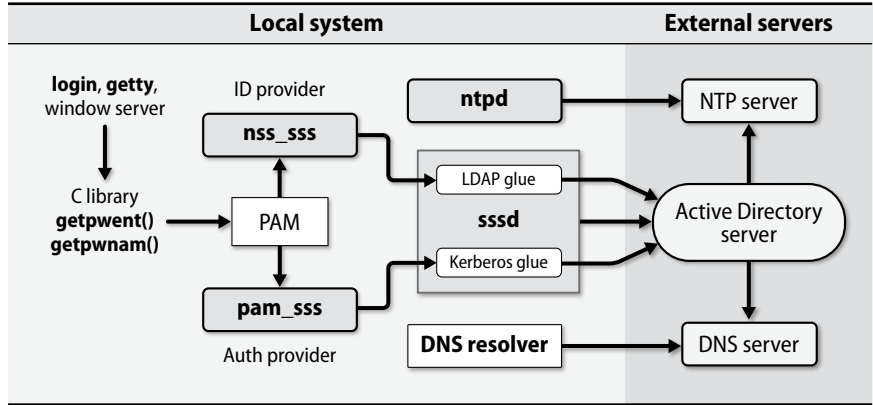 Local system
External servers
login, getty,
window server
C library
getpwent()
getpwnam()
ID provider
nss_sss
PAM
pam_sss
Auth provider
ntpd
LDAP glue
sssd
Kerberos glue
DNS resolver
NTP server
Active Directory
server
DNS server